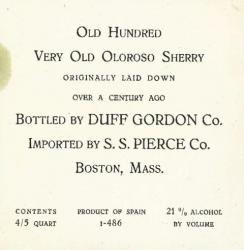 Old Hundred
Very Old Oloroso Sherry
originally laid down
over a century ago
Bottled by DUFF GORDON Co.
Imported by S. S. PIERCE Co.
Boston, Mass.
contents product of spain 21 % alcohol
4/5 quart 1-486 by volume